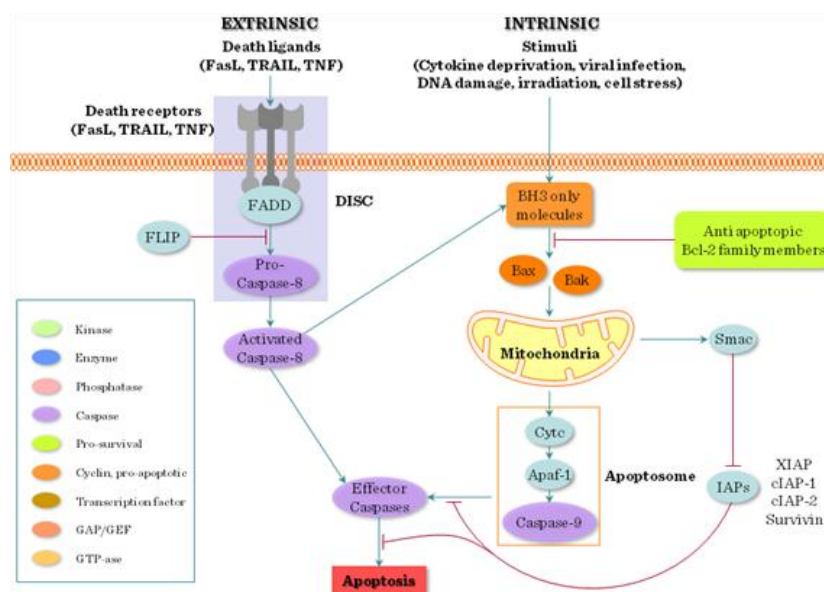 EXTRINSIC
Death ligands
(FasL, TRAIL, TNF)
Death receptors
(FasL, TRAIL, TNF)
FADD
DISC
FLIP
Pro-
Caspase-8
Activated
Caspase-8
INTRINSIC
Stimuli
(Cytokine deprivation, viral infection,
DNA damage, irradiation, cell stress)
BH3 only
molecules
Anti apoptopic
Bcl-2 family members
Bax
Bak
Mitochondria
Smac
Cytc
Apaf-1
Caspase-9
Apoptosome
IAPs
XIAP
cIAP-1
cIAP-2
Survivin
Effector
Caspases
Apoptosis
Kinase
Enzyme
Phosphatase
Caspase
Pro-survival
Cyclin, pro-apoptotic
Transcription factor
GAP/GEF
GTP-ase